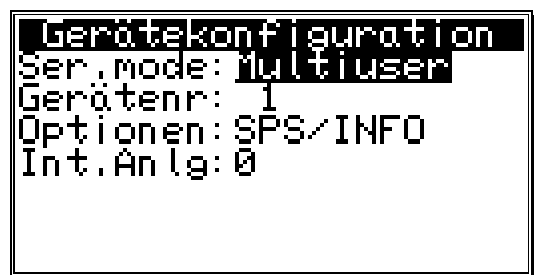 Gerätekonfiguration
Ser.mode: Multiuser
Gerätenr: 1
Optionen: SPS/INFO
Int.Anlg: 0